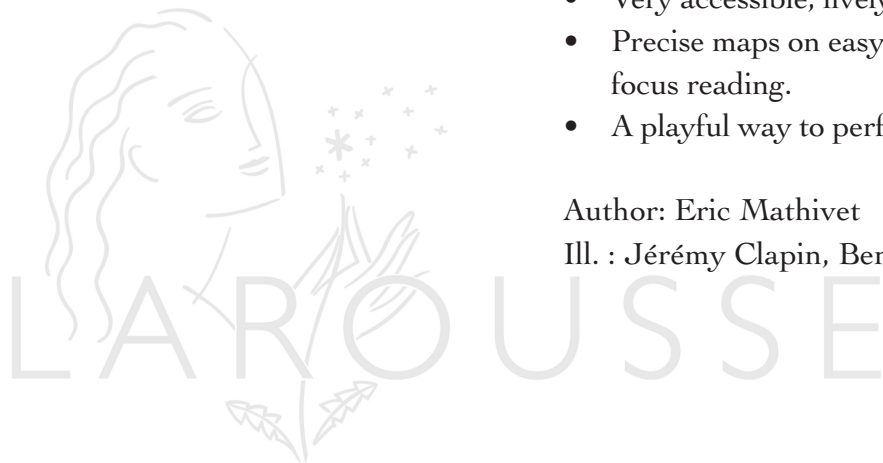 • Very accessible, lively
• Precise maps on easy
focus reading.
• A playful way to perf
Author: Eric Mathivet
Ill. : Jérémy Clapin, Ber
LAROUSSE